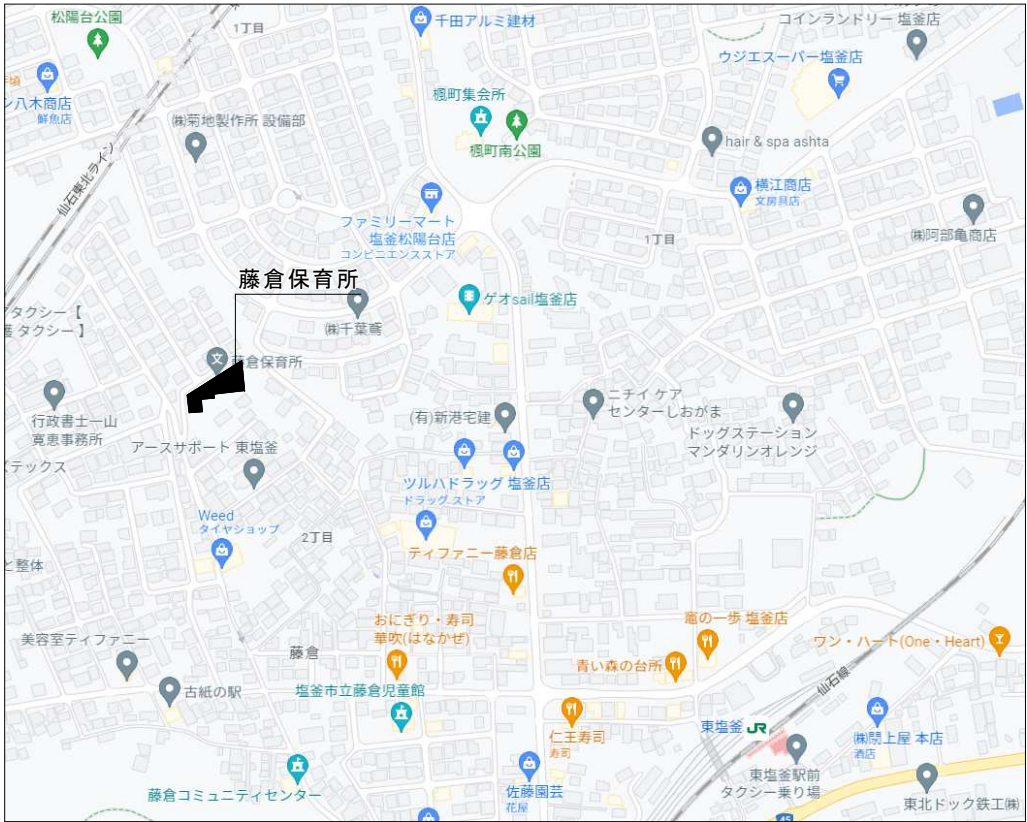 松陽台公園
1丁目
千田アルミ建材
コインランドリー 塩釜店
ウジエスーパー塩釜店
八木商店
鮮魚店
楓町集会所
㈱菊地製作所 設備部
楓町南公園
hair & spa ashta
仙石東北ライン
横江商店
文房具店
ファミリーマート
塩釜松陽台店
コンビニエンスストア
1丁目
㈱阿部亀商店
藤倉保育所
ゲオsail塩釜店
タクシー【
タクシー】
㈱千葉鳶
藤倉保育所
行政書士一山
寛恵事務所
(有)新港宅建
ニチイ ケア
センターしおがま
ドッグステーション
マンダリンオレンジ
アースサポート 東塩釜
ステックス
ツルハドラッグ 塩釜店
ドラッグ ストア
Weed
タイヤショップ
2丁目
ティファニー藤倉店
と整体
おにぎり・寿司
華吹(はなかぜ)
竈の一歩 塩釜店
美容室ティファニー
藤倉
青い森の台所
ワン・ハート(One・Heart)
仙石線
古紙の駅
塩釜市立藤倉児童館
仁王寿司
寿司
東塩釜 JR
㈱閖上屋 本店
酒店
東塩釜駅前
タクシー乗り場
藤倉コミュニティセンター
佐藤園芸
花屋
東北ドック鉄工㈱
45